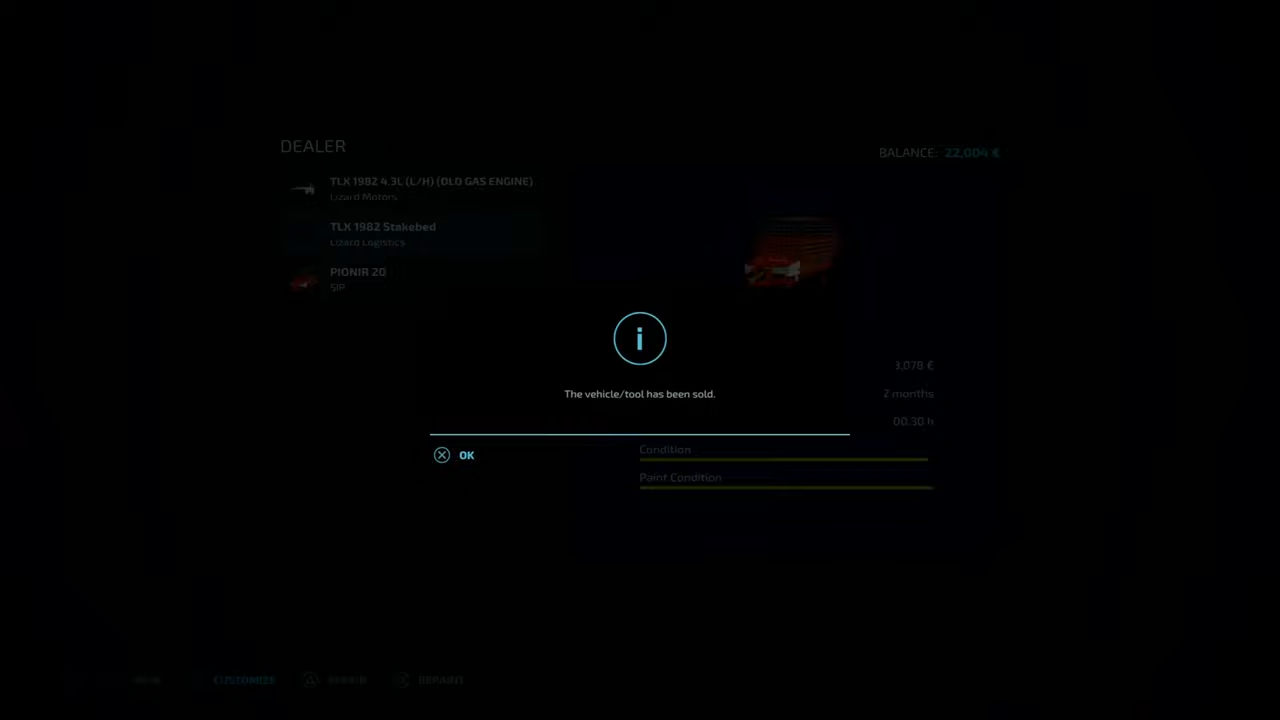 DEALER
BALANCE: 22,004 €
TLX 1982 4.3L (L/H) (OLD GAS ENGINE)
Lizard Motors
TLX 1982 Stakebed
Lizard Logistics
PIONIR 20
SIP
i
The vehicle/tool has been sold.
3,078 €
2 months
00:30 h
OK
Condition
Paint Condition
CUSTOMIZE
REPAIR
REPAINT